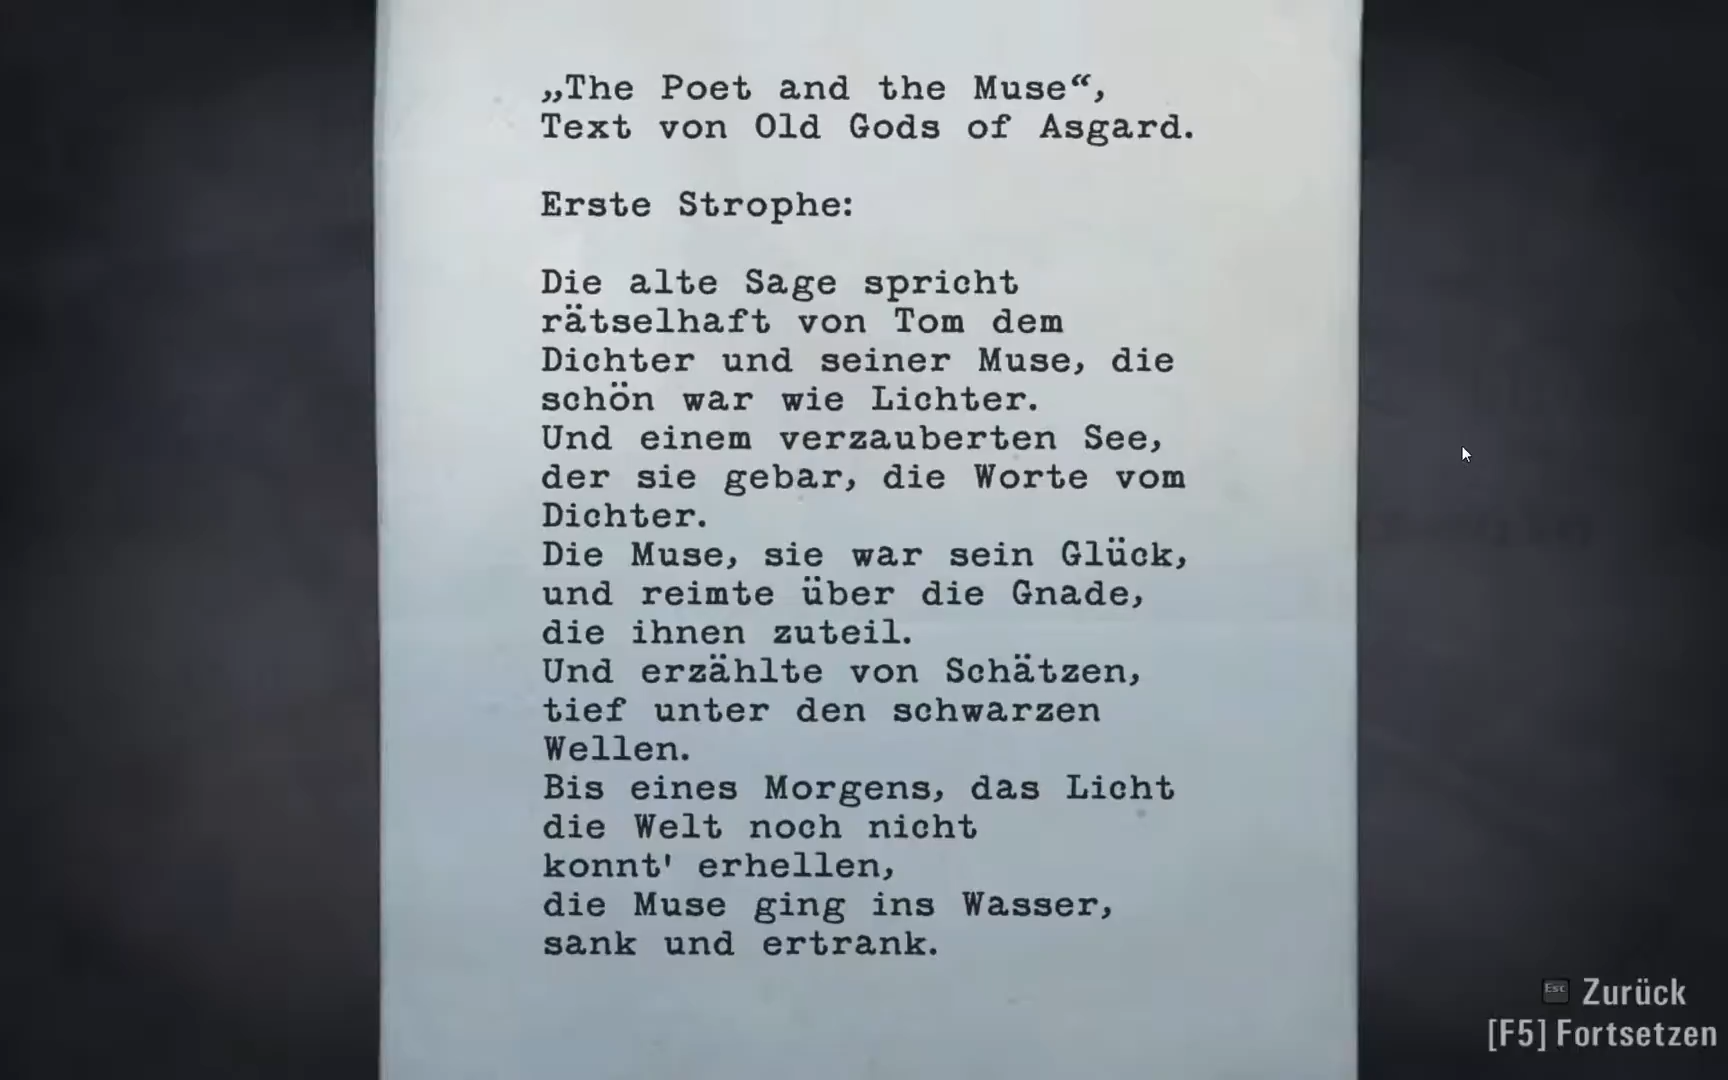 „The Poet and the Muse“,
Text von Old Gods of Asgard.
Erste Strophe:
Die alte Sage spricht
rätselhaft von Tom dem
Dichter und seiner Muse, die
schön war wie Lichter.
Und einem verzauberten See,
der sie gebar, die Worte vom
Dichter.
Die Muse, sie war sein Glück,
und reimte über die Gnade,
die ihnen zuteil.
Und erzählte von Schätzen,
tief unter den schwarzen
Wellen.
Bis eines Morgens, das Licht
die Welt noch nicht
konnt' erhellen,
die Muse ging ins Wasser,
sank und ertrank.
Esc Zurück
[F5] Fortsetzen